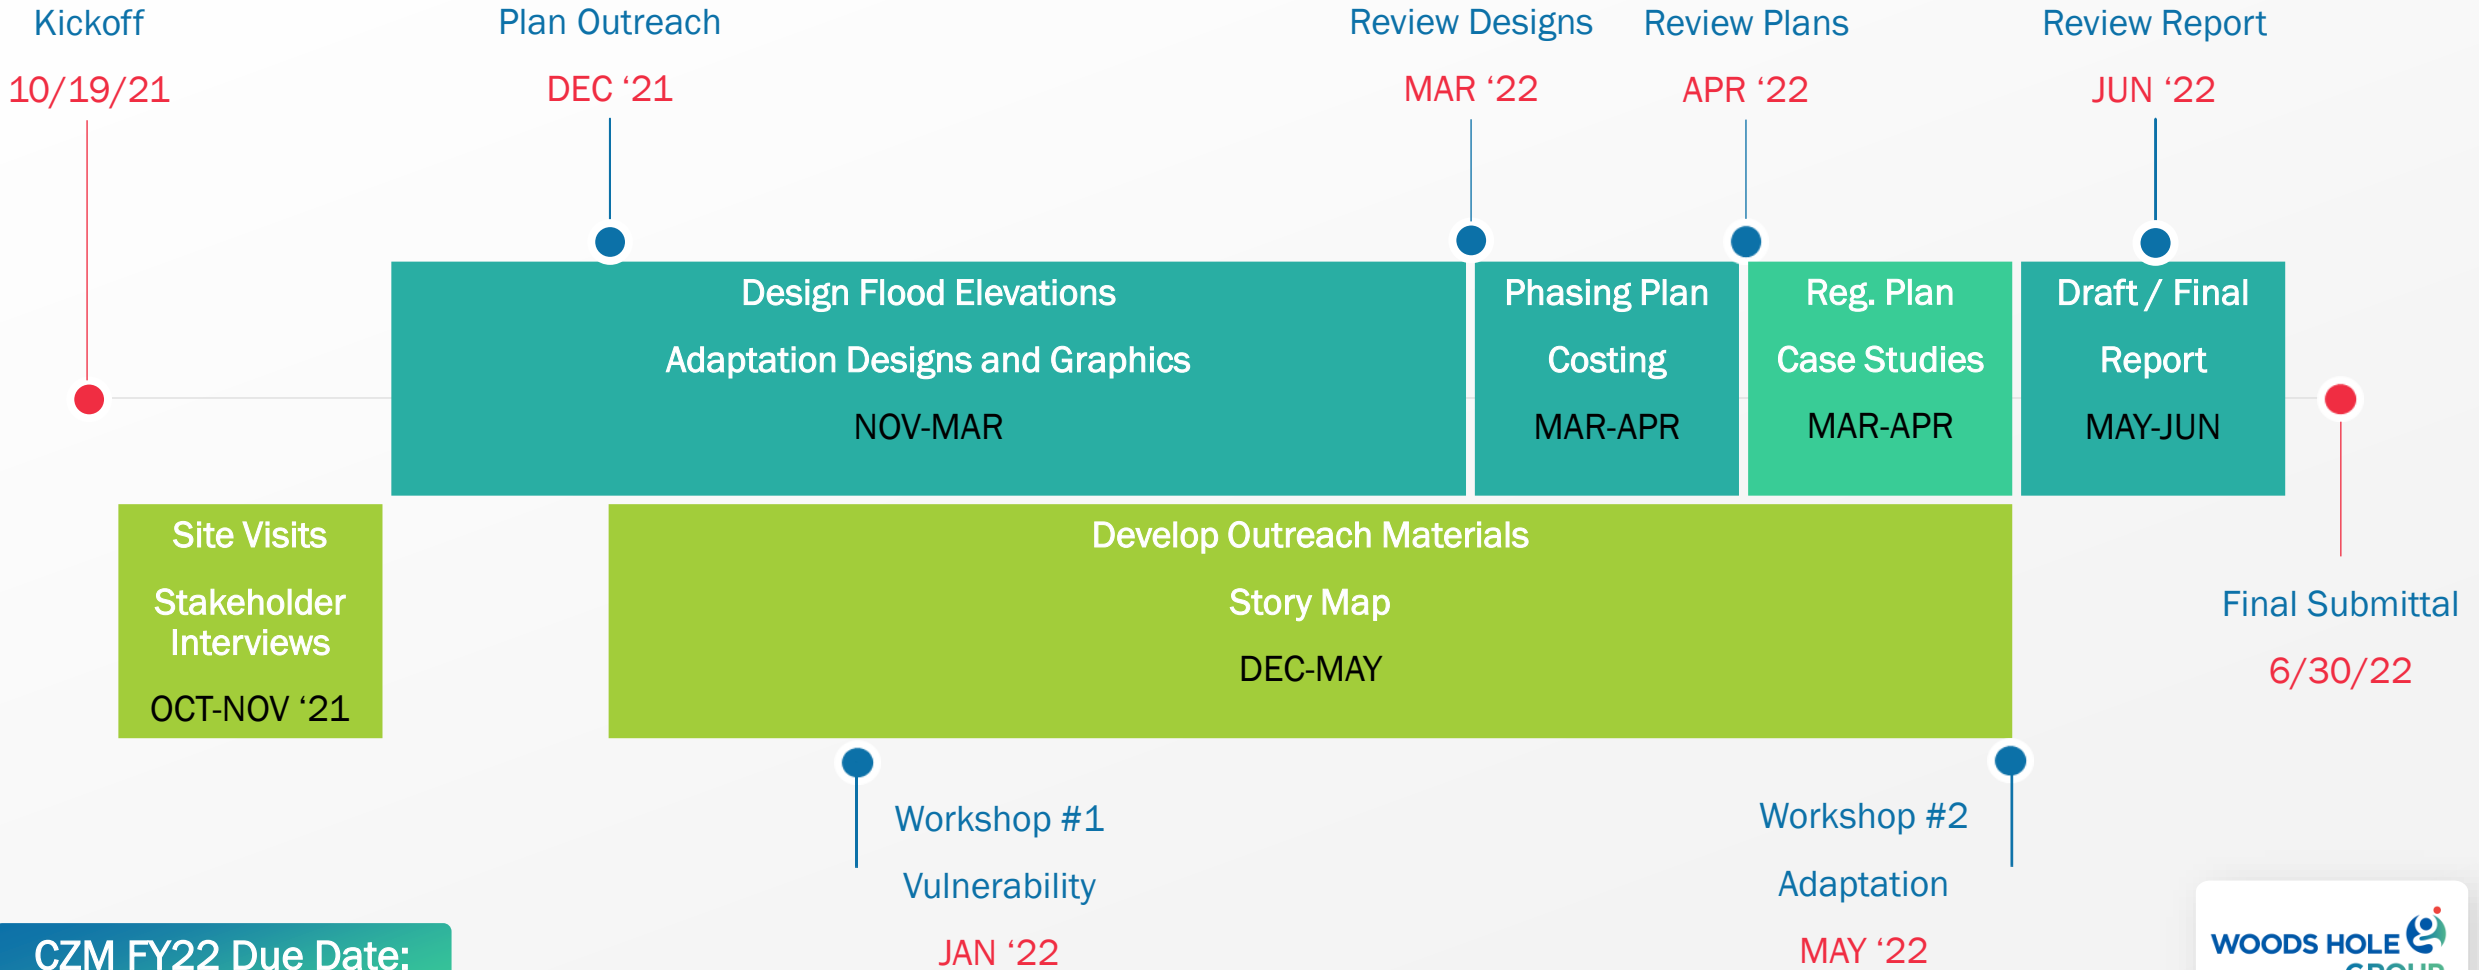 Kickoff
10/19/21
Plan Outreach
DEC ‘21
Review Designs
MAR ‘22
Review Plans
APR ‘22
Review Report
JUN ‘22
Design Flood Elevations
Adaptation Designs and Graphics
NOV-MAR
Phasing Plan
Costing
MAR-APR
Reg. Plan
Case Studies
MAR-APR
Draft / Final
Report
MAY-JUN
Site Visits
Stakeholder
Interviews
OCT-NOV ‘21
Develop Outreach Materials
Story Map
DEC-MAY
Final Submittal
6/30/22
Workshop #1
Vulnerability
JAN ‘22
Workshop #2
Adaptation
MAY ‘22
CZM FY22 Due Date:
WOODS HOLE
GROUP